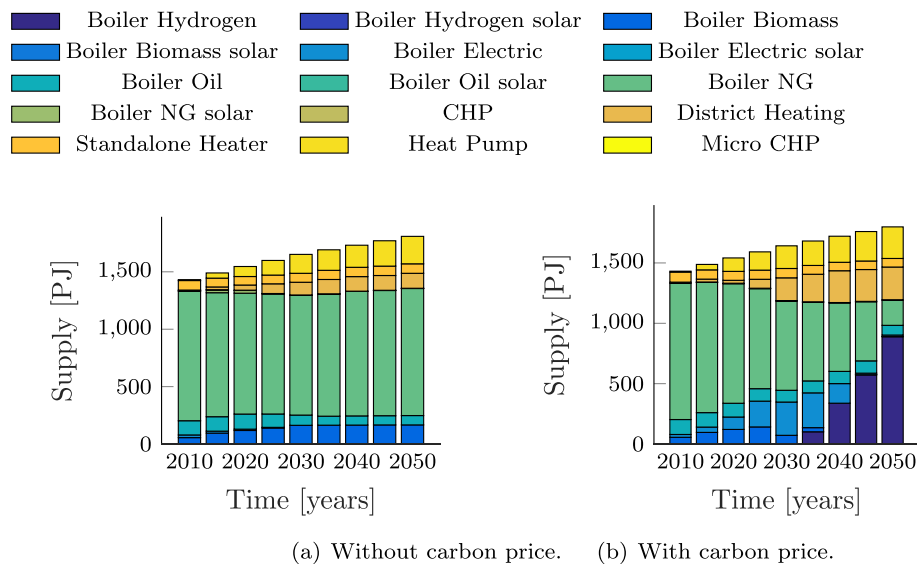 Boiler Hydrogen Boiler Hydrogen solar Boiler Biomass
Boiler Biomass solar Boiler Electric Boiler Electric solar
Boiler Oil Boiler Oil solar Boiler NG
Boiler NG solar CHP District Heating
Standalone Heater Heat Pump Micro CHP
Supply [PJ]
1,500
1,000
500
0
2010 2020 2030 2040 2050
Time [years]
Supply [PJ]
1,500
1,000
500
0
2010 2020 2030 2040 2050
Time [years]
(a) Without carbon price. (b) With carbon price.